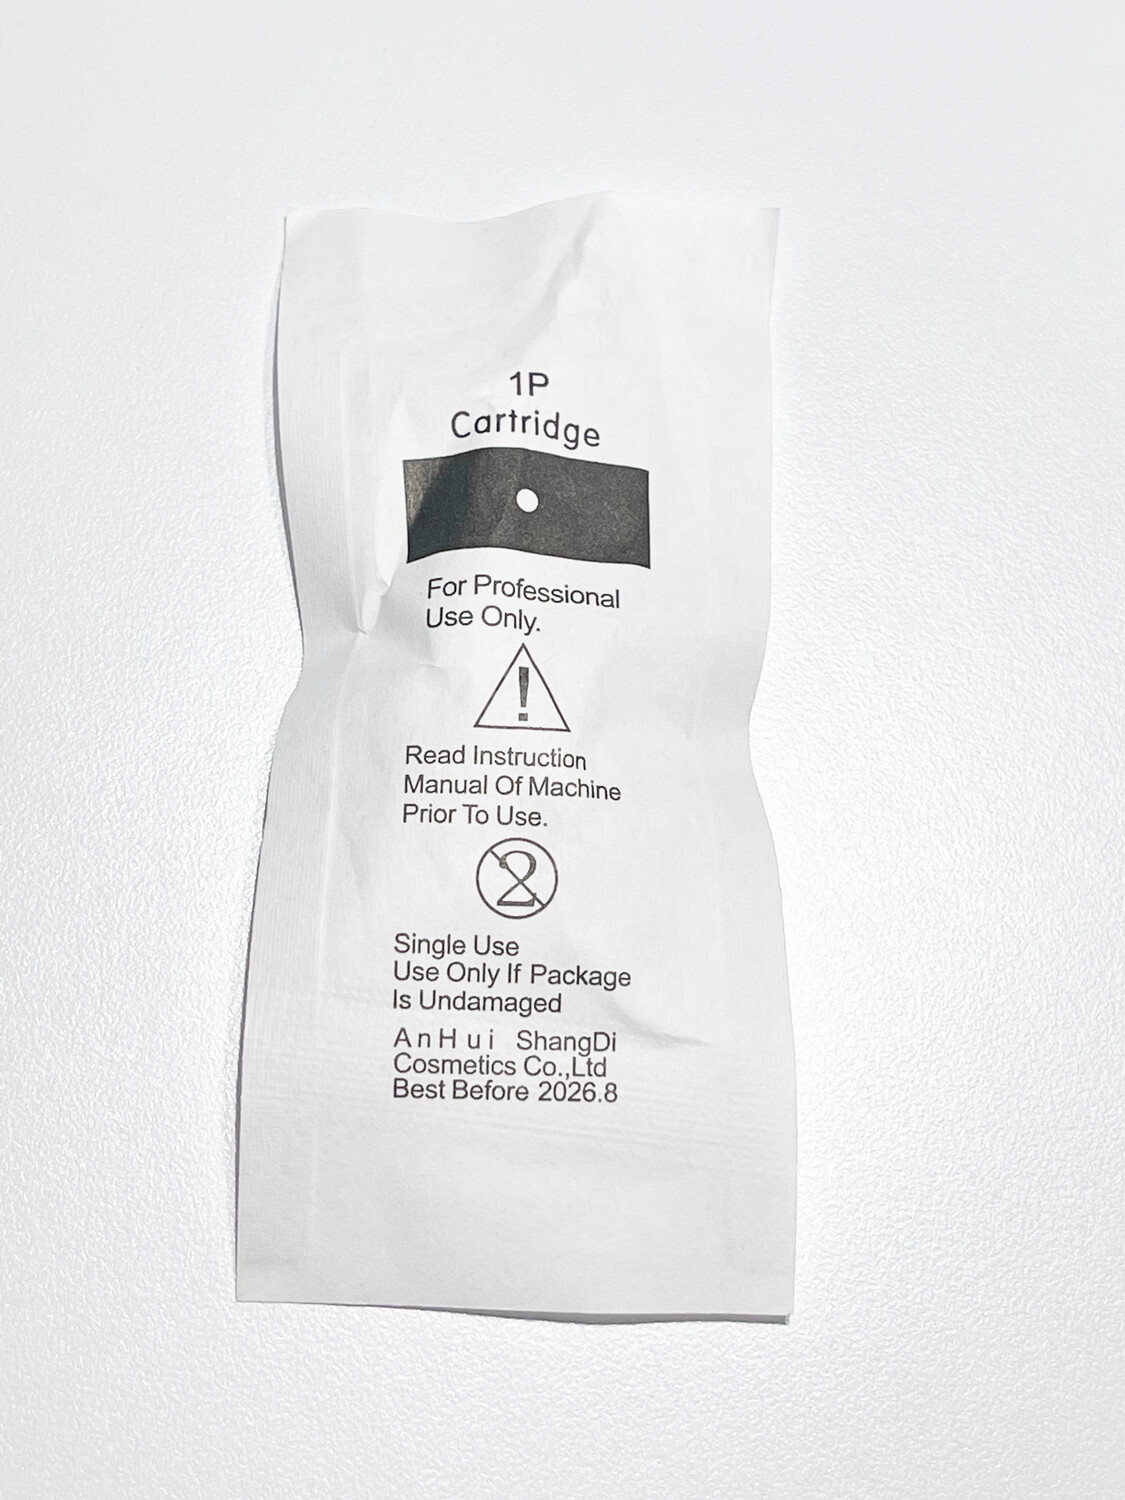 1P
Cartridge
For Professional
Use Only.
!
Read Instruction
Manual Of Machine
Prior To Use.
2
Single Use
Use Only If Package
Is Undamaged
AnHui ShangDi
Cosmetics Co.,Ltd
Best Before 2026.8